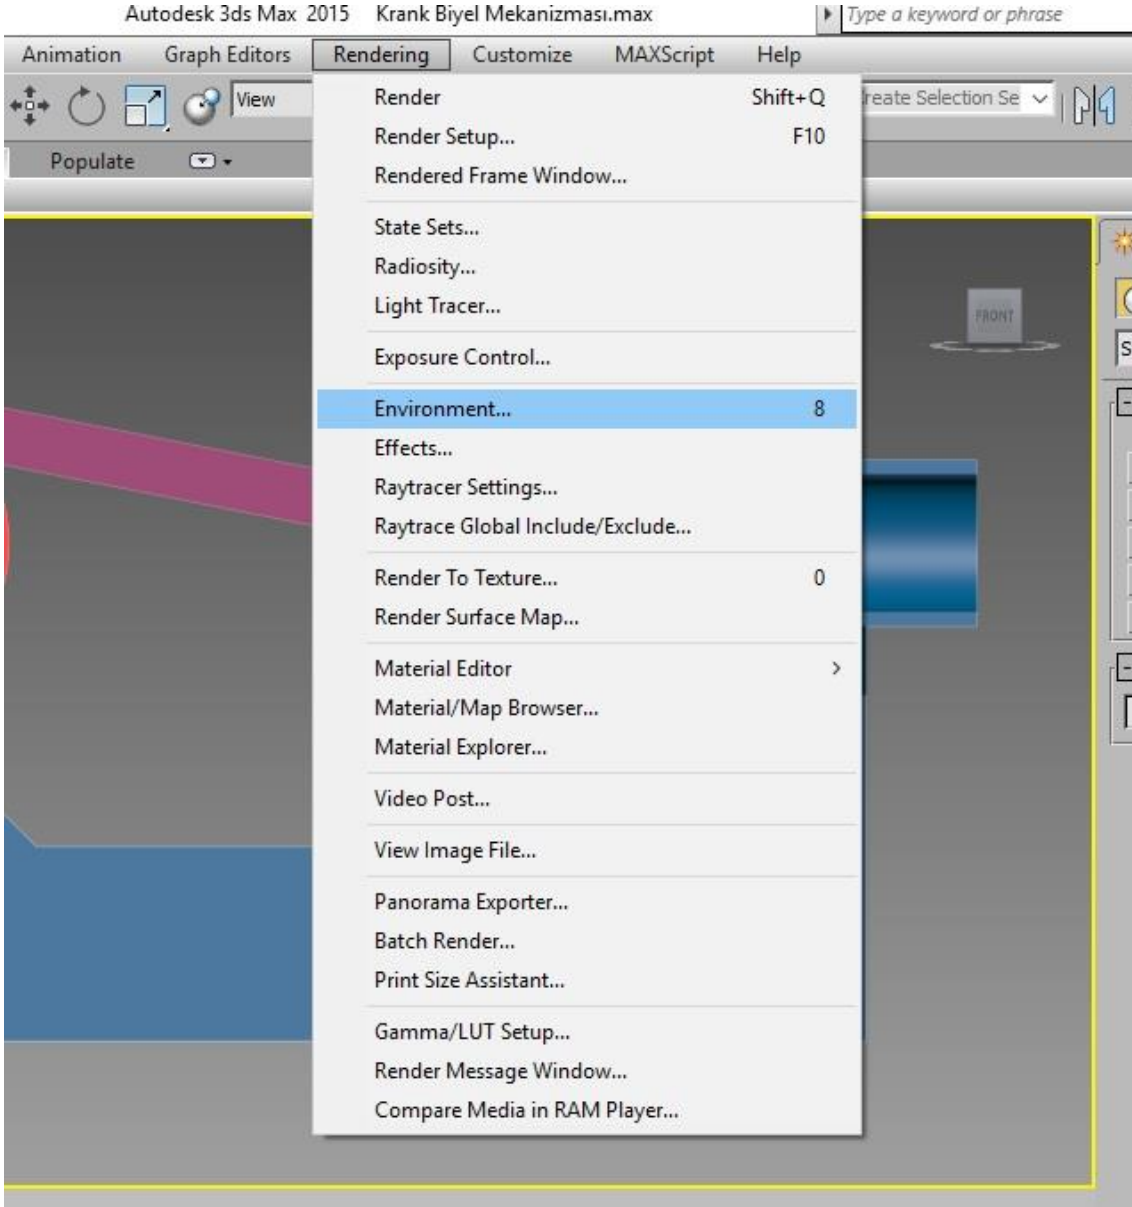 Autodesk 3ds Max 2015 Krank Biyel Mekanizması.max Type a keyword or phrase
Animation Graph Editors Rendering Customize MAXScript Help
View
Create Selection Se
Populate
Render Shift+Q
Render Setup... F10
Rendered Frame Window...
State Sets...
Radiosity...
Light Tracer...
Exposure Control...
Environment... 8
Effects...
Raytracer Settings...
Raytrace Global Include/Exclude...
Render To Texture... 0
Render Surface Map...
Material Editor
Material/Map Browser...
Material Explorer...
Video Post...
View Image File...
Panorama Exporter...
Batch Render...
Print Size Assistant...
Gamma/LUT Setup...
Render Message Window...
Compare Media in RAM Player...
FRONT
S